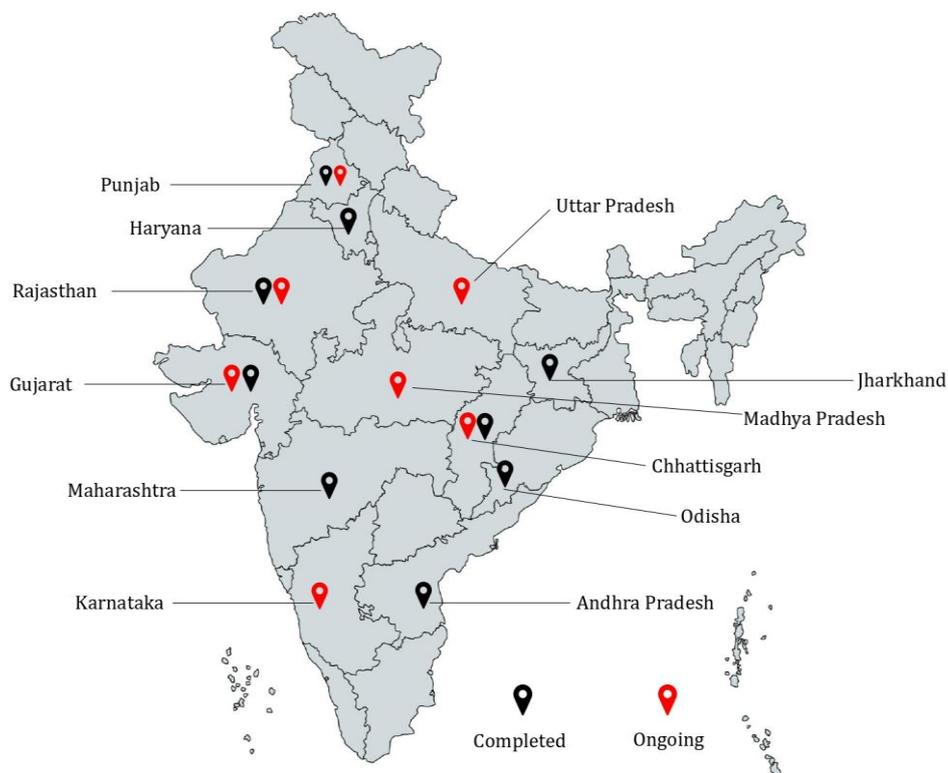 Punjab
Uttar Pradesh
Haryana
Rajasthan
Gujarat
Jharkhand
Madhya Pradesh
Chhattisgarh
Maharashtra
Odisha
Karnataka
Andhra Pradesh
Completed
Ongoing